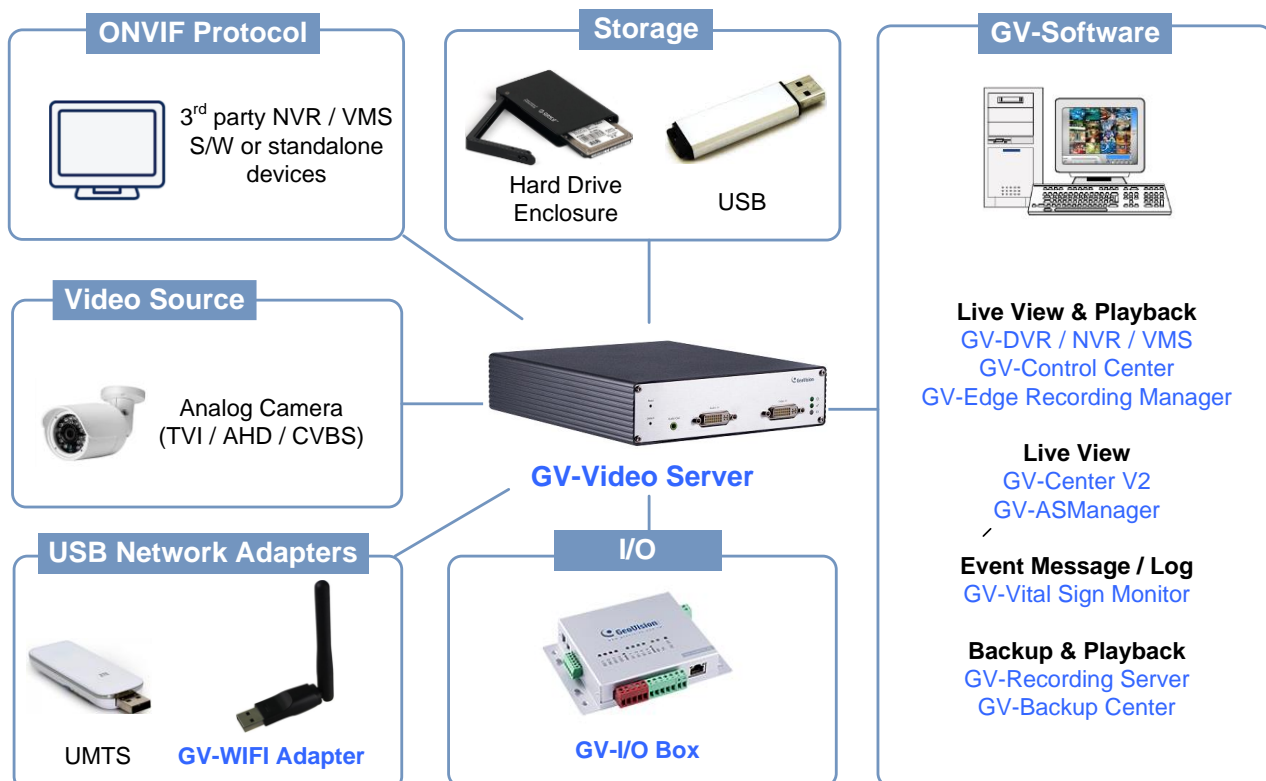 ONVIF Protocol
3rd party NVR / VMS
S/W or standalone
devices
Storage
Hard Drive
Enclosure
USB
GV-Software
Live View & Playback
GV-DVR / NVR / VMS
GV-Control Center
GV-Edge Recording Manager
Live View
GV-Center V2
GV-ASManager
Event Message / Log
GV-Vital Sign Monitor
Backup & Playback
GV-Recording Server
GV-Backup Center
Video Source
Analog Camera
(TVI / AHD / CVBS)
GeoVision
GV-Video Server
USB Network Adapters
UMTS
GV-WIFI Adapter
I/O
GeoVision
GV-I/O Box